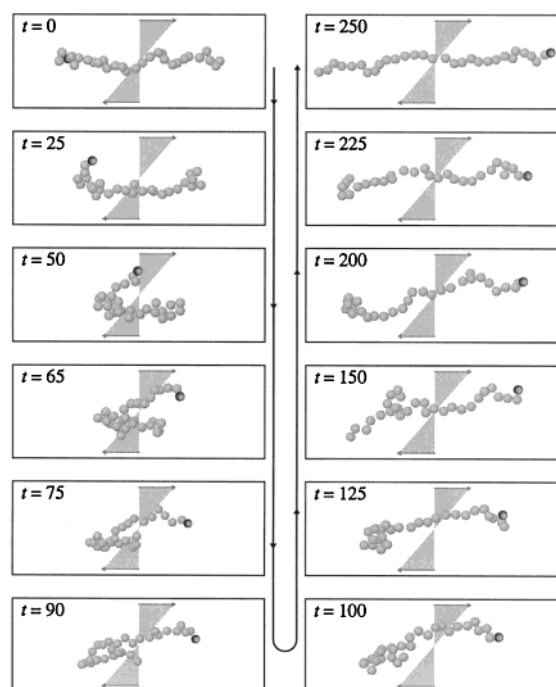 t = 0
t = 25
t = 50
t = 65
t = 75
t = 90
t = 250
t = 225
t = 200
t = 150
t = 125
t = 100